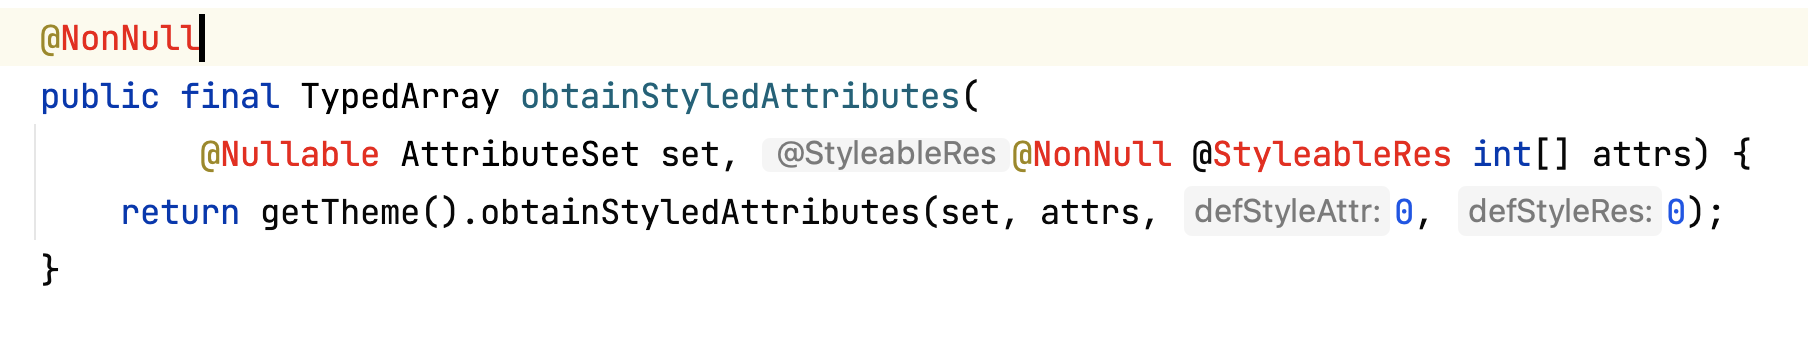 @NonNull
public final TypedArray obtainStyledAttributes(
@Nullable AttributeSet set, @StyleableRes @NonNull @StyleableRes int[] attrs) {
return getTheme().obtainStyledAttributes(set, attrs, defStyleAttr: 0, defStyleRes: 0);
}